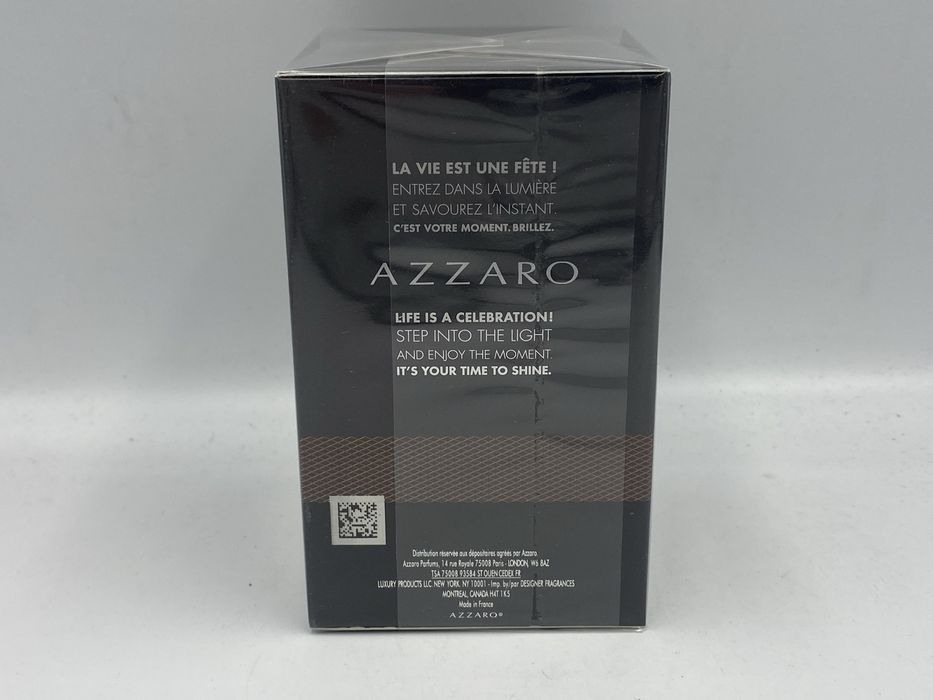 LA VIE EST UNE FÊTE !
ENTREZ DANS LA LUMIÈRE
ET SAVOUREZ L'INSTANT.
C'EST VOTRE MOMENT. BRILLEZ.
AZZARO
LIFE IS A CELEBRATION!
STEP INTO THE LIGHT
AND ENJOY THE MOMENT.
IT'S YOUR TIME TO SHINE.
Distribution réservée aux dépositaires agréés par Azzaro.
Azzaro Parfums, 14 rue Royale 75008 Paris - LONDON, W6 8AZ
TSA 75008 93584 ST OUEN CEDEX FR
LUXURY PRODUCTS LLC NEW YORK, NY 10001 - Imp. by/par DESIGNER FRAGRANCES
MONTREAL, CANADA H4T 1K5
Made in France
AZZARO®